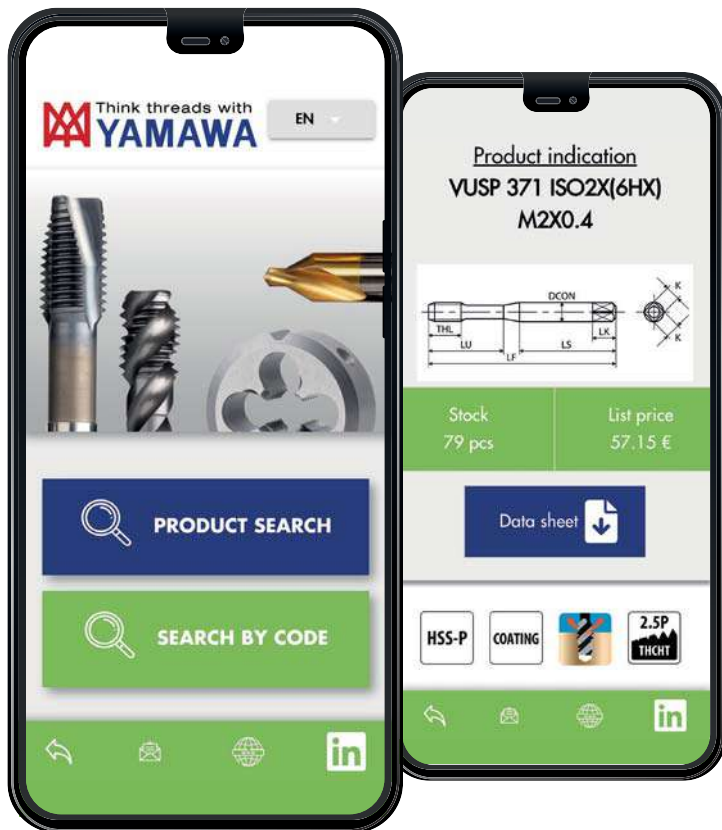 Think threads with
YAMAWA
EN
PRODUCT SEARCH
SEARCH BY CODE
in
Product indication
VUSP 371 ISO2X(6HX)
M2X0.4
DCON
K
THL
LK
LU
LS
K
LF
Stock
79 pcs
List price
57.15 €
Data sheet
HSS-P
COATING
2.5P
THCHT
in